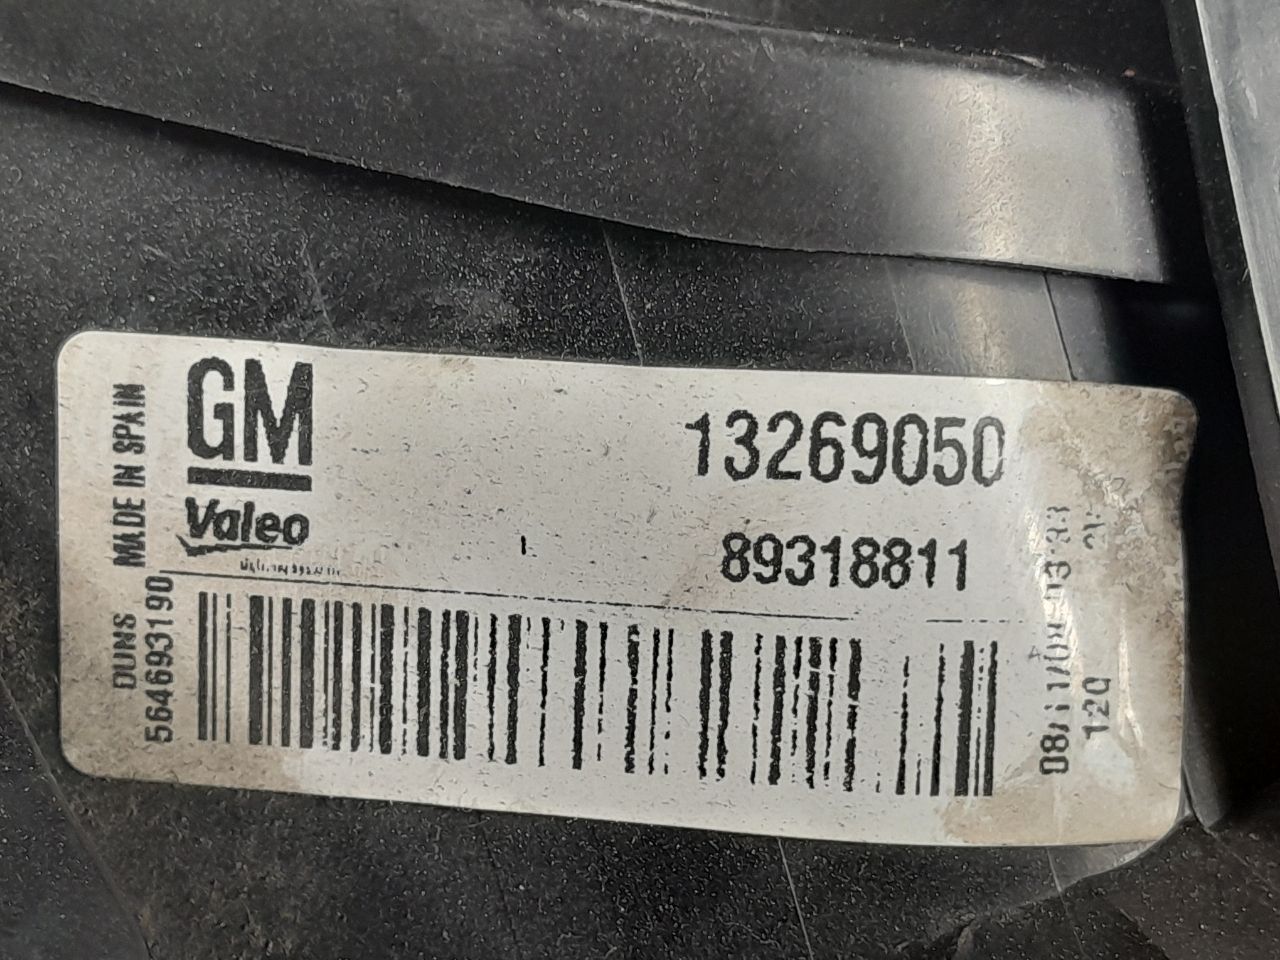 GM
Valeo
13269050
89318811
MADE IN SPAIN
DUNS
564693190
120